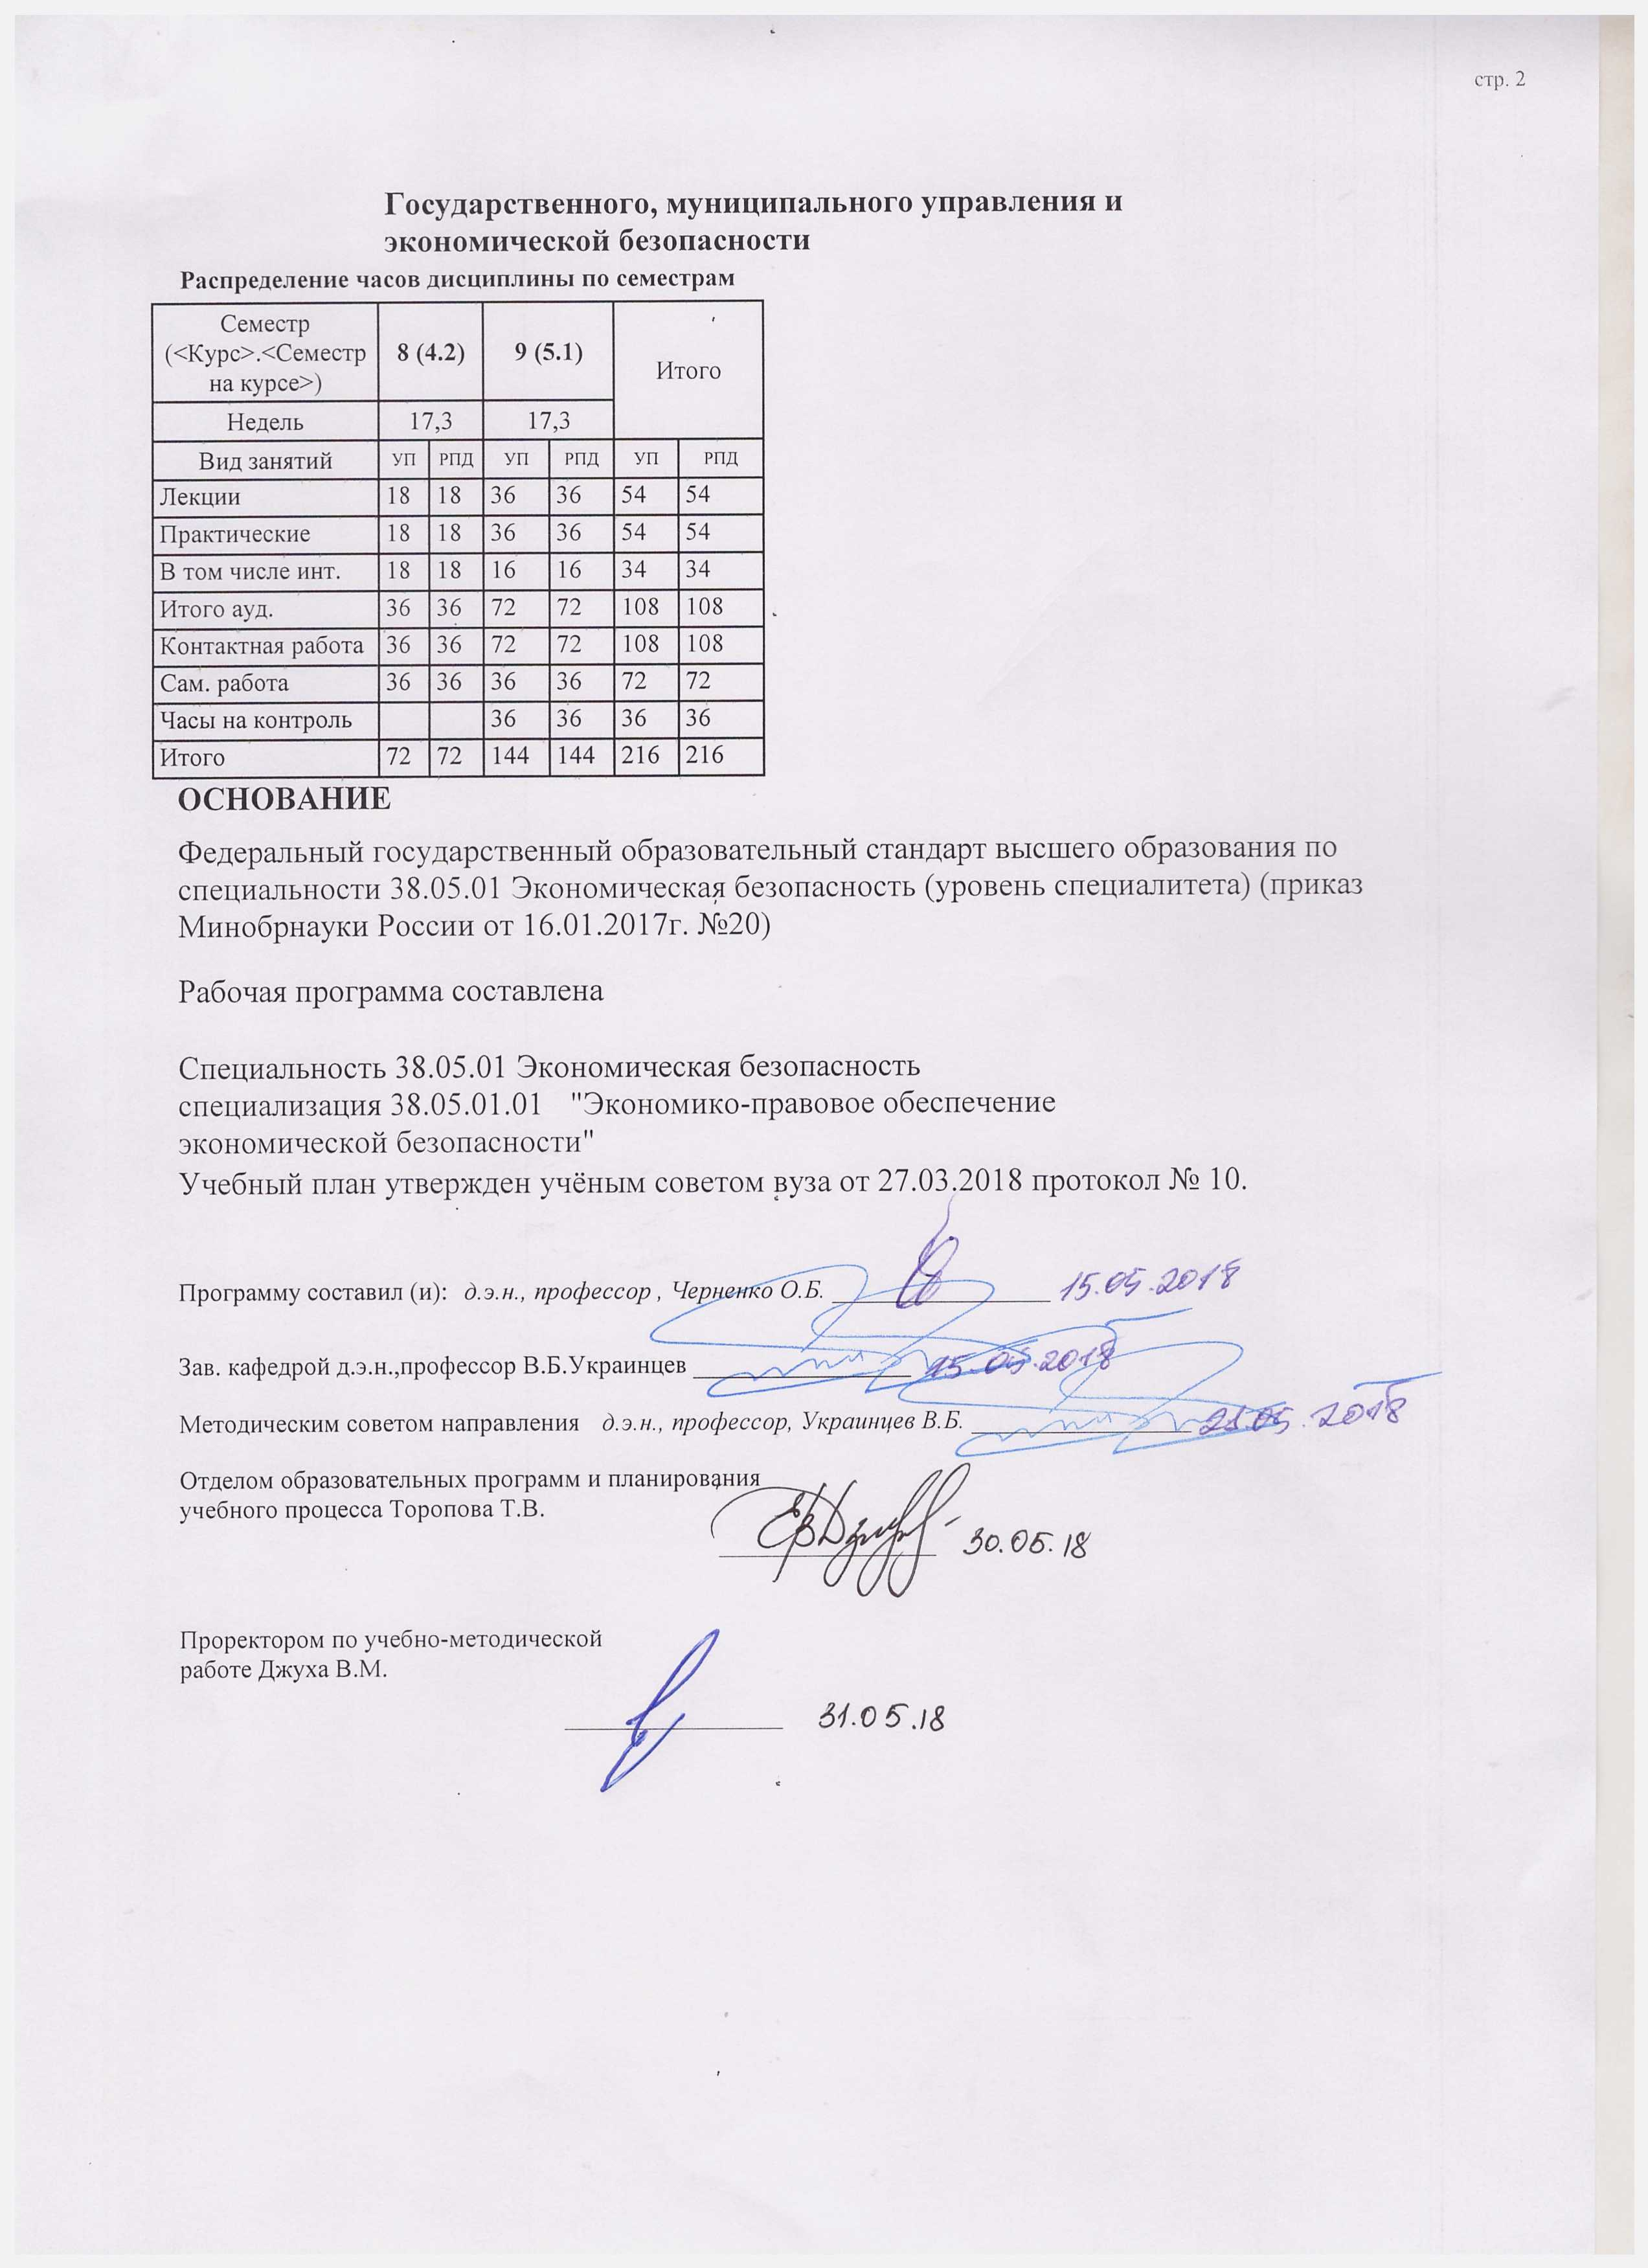 стр. 2
Государственного, муниципального управления и
экономической безопасности
Распределение часов дисциплины по семестрам
Семестр (<Курс>.<Семестр на курсе>) 8 (4.2) 9 (5.1) Итого
Недель 17,3 17,3
Вид занятий УП РПД УП РПД УП РПД
Лекции 18 18 36 36 54 54
Практические 18 18 36 36 54 54
В том числе инт. 18 18 16 16 34 34
Итого ауд. 36 36 72 72 108 108
Контактная работа 36 36 72 72 108 108
Сам. работа 36 36 36 36 72 72
Часы на контроль 36 36 36 36
Итого 72 72 144 144 216 216
ОСНОВАНИЕ
Федеральный государственный образовательный стандарт высшего образования по
специальности 38.05.01 Экономическая безопасность (уровень специалитета) (приказ
Минобрнауки России от 16.01.2017г. №20)
Рабочая программа составлена
Специальность 38.05.01 Экономическая безопасность
специализация 38.05.01.01 "Экономико-правовое обеспечение
экономической безопасности"
Учебный план утвержден учёным советом вуза от 27.03.2018 протокол № 10.
Программу составил (и): д.э.н., профессор , Черненко О.Б. 15.05.2018
Зав. кафедрой д.э.н.,профессор В.Б.Украинцев 15.05.2018
Методическим советом направления д.э.н., профессор, Украинцев В.Б. 21.05.2018
Отделом образовательных программ и планирования
учебного процесса Торопова Т.В.
30.05.18
Проректором по учебно-методической
работе Джуха В.М.
31.05.18